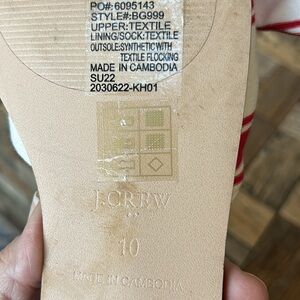 PO#: 6095143
STYLE#:BG999
UPPER:TEXTILE
LINING/SOCK:TEXTILE
OUTSOLE:SYNTHETIC WITH
TEXTILE FLOCKING
MADE IN CAMBODIA
SU22
2030622-KH01
J.CREW
10
MADE IN CAMBODIA